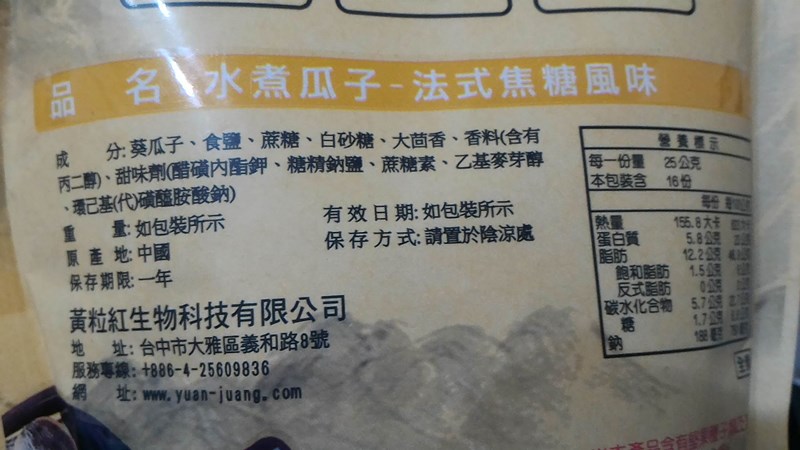 品 名:水煮瓜子-法式焦糖風味
成 分:葵瓜子、食鹽、蔗糖、白砂糖、大茴香、香料(含有
丙二醇)、甜味劑(醋磺內酯鉀、糖精鈉鹽、蔗糖素、乙基麥芽醇
、環己基(代)磺醯胺酸鈉)
重 量:如包裝所示
有效日期:如包裝所示
原 產 地:中國
保存方式:請置於陰涼處
保存期限:一年
黃粒紅生物科技有限公司
地 址:台中市大雅區義和路8號
服務專線:+886-4-25609836
網 址:www.yuan-juang.com
營養標示
每一份量 25公克
本包裝含 16份
每份
熱量 155.8大卡
蛋白質 5.8公克
脂肪 12.2公克
飽和脂肪 1.5公克
反式脂肪 0公克
碳水化合物 5.7公克
糖 1.7公克
鈉